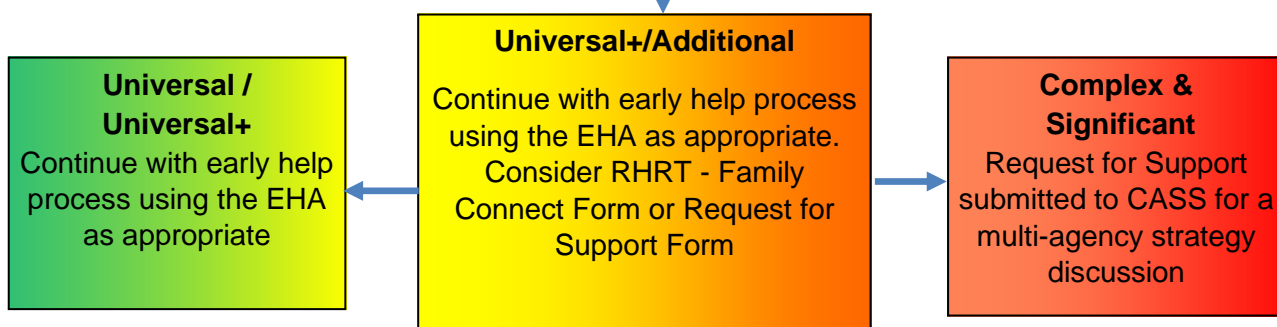 Universal /
Universal+
Continue with early help
process using the EHA
as appropriate
Universal+/Additional
Continue with early help process
using the EHA as appropriate.
Consider RHRT - Family
Connect Form or Request for
Support Form
Complex &
Significant
Request for Support
submitted to CASS for a
multi-agency strategy
discussion